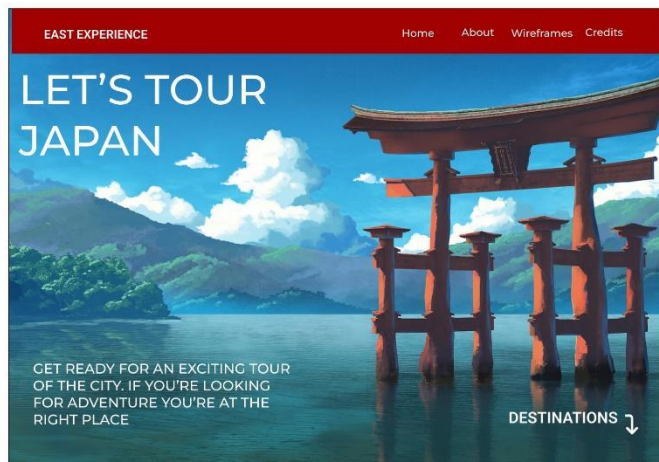 EAST EXPERIENCE
Home About Wireframes Credits
LET'S TOUR
JAPAN
GET READY FOR AN EXCITING TOUR
OF THE CITY. IF YOU'RE LOOKING
FOR ADVENTURE YOU'RE AT THE
RIGHT PLACE
DESTINATIONS